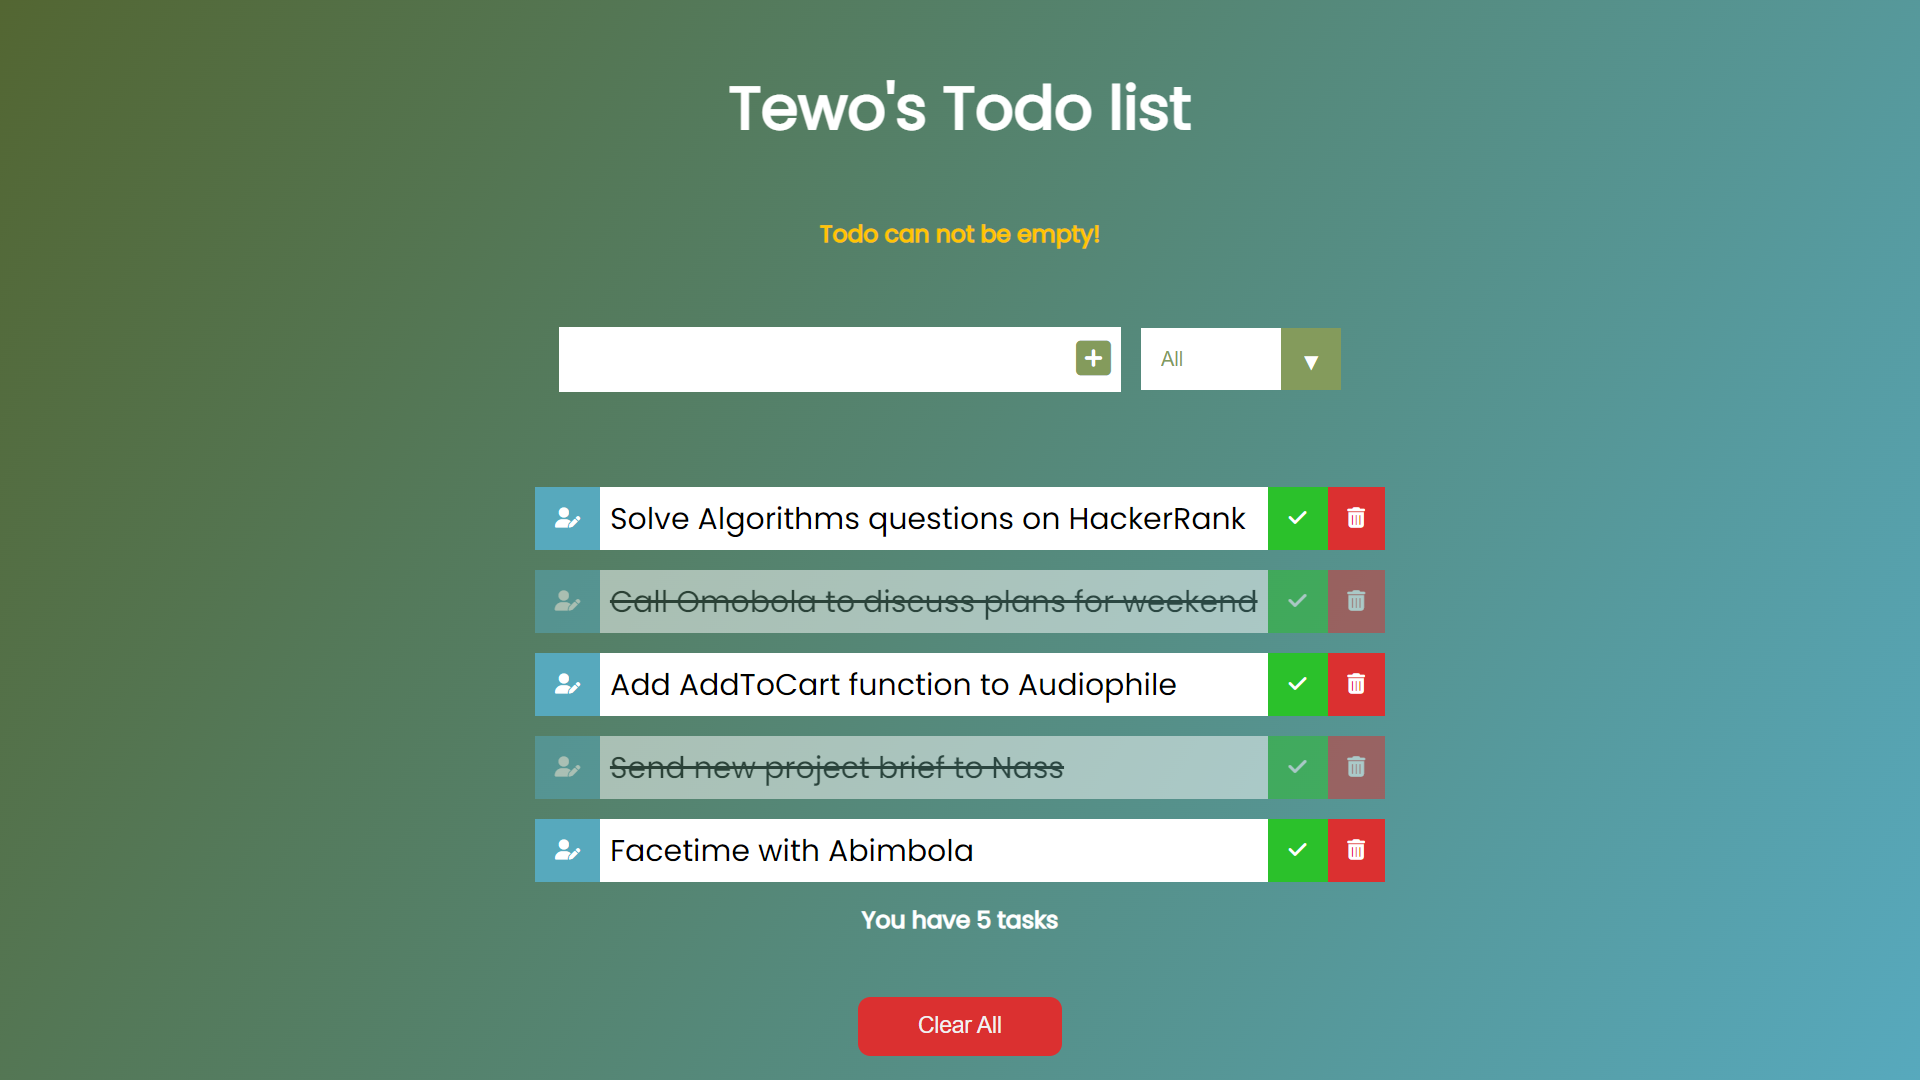 Tewo's Todo list
Todo can not be empty!
All
Solve Algorithms questions on HackerRank
Call Omobola to discuss plans for weekend
Add AddToCart function to Audiophile
Send new project brief to Nass
Facetime with Abimbola
You have 5 tasks
Clear All